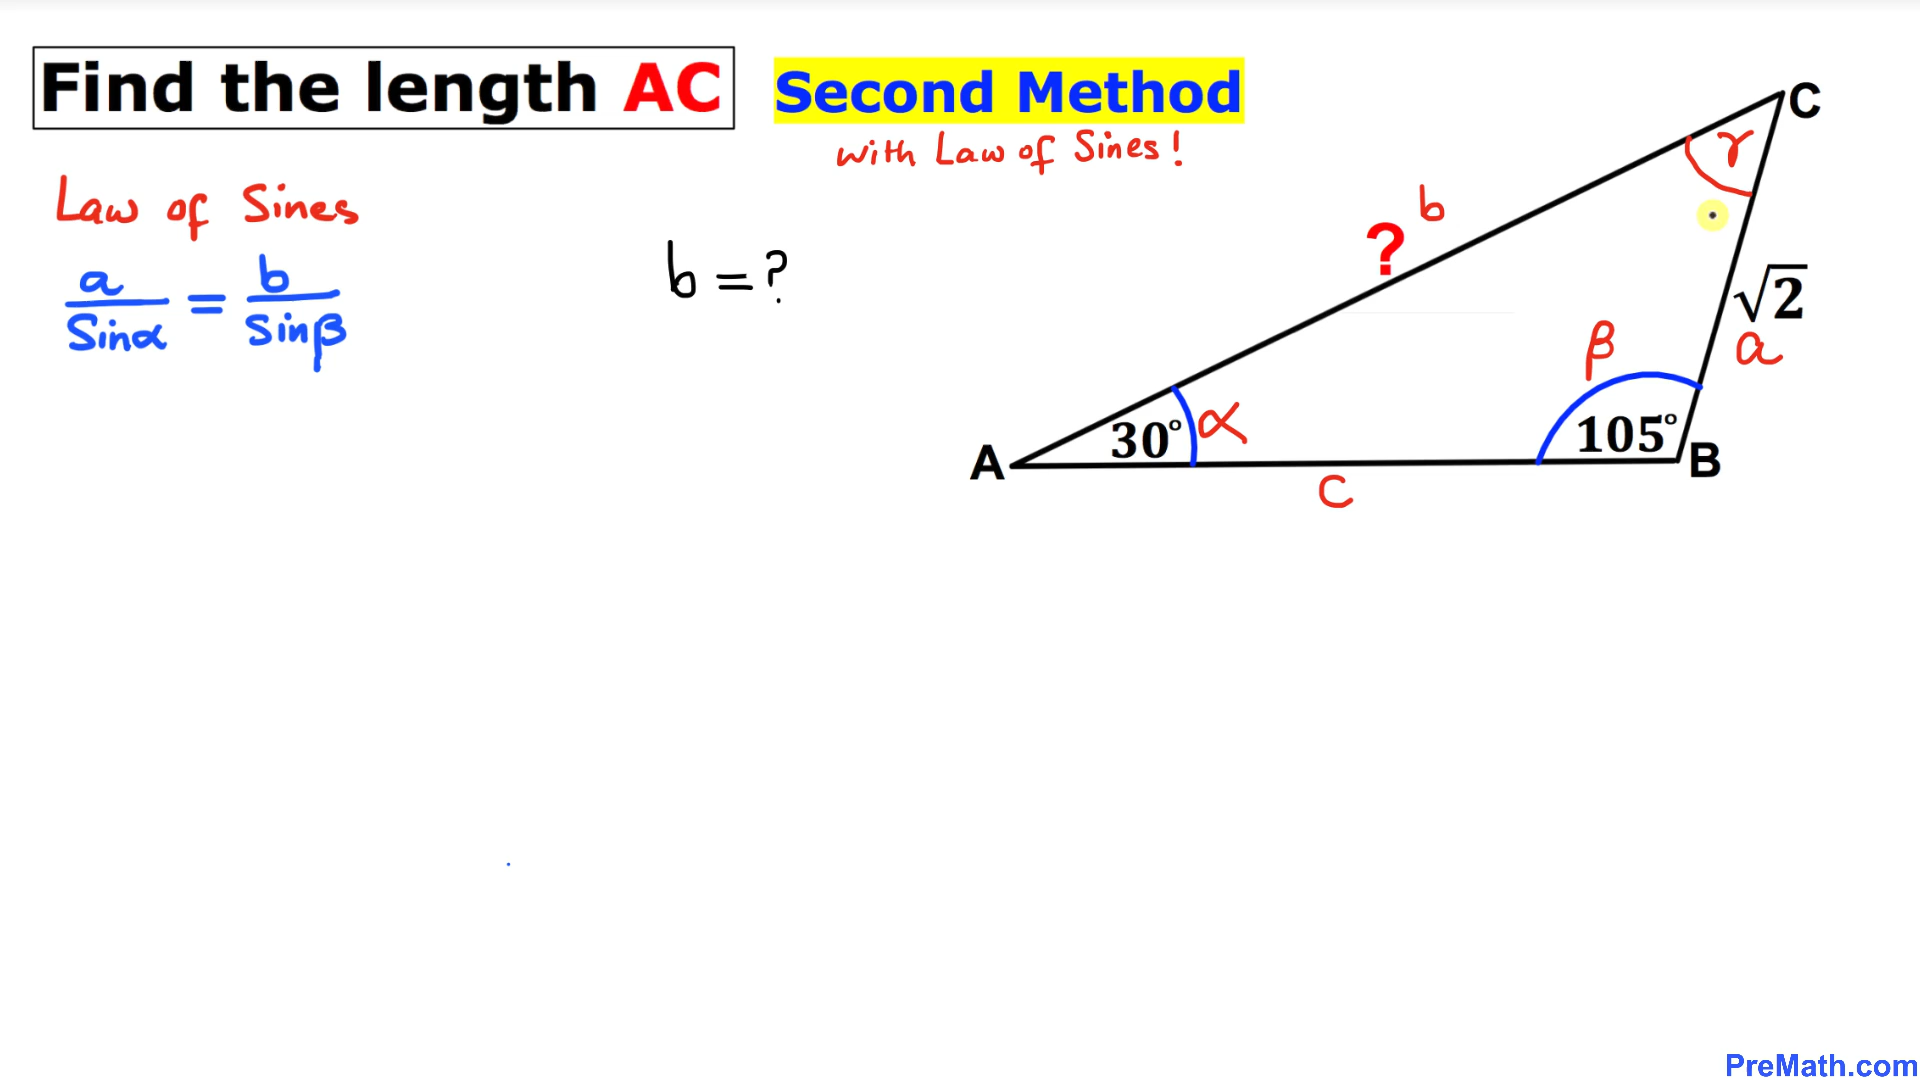 Find the length AC
Second Method
with Law of Sines!
Law of Sines
a/Sinα = b/Sinβ
b = ?
C
γ
b
?
√2
a
β
α
30°
105°
A
B
c
PreMath.com